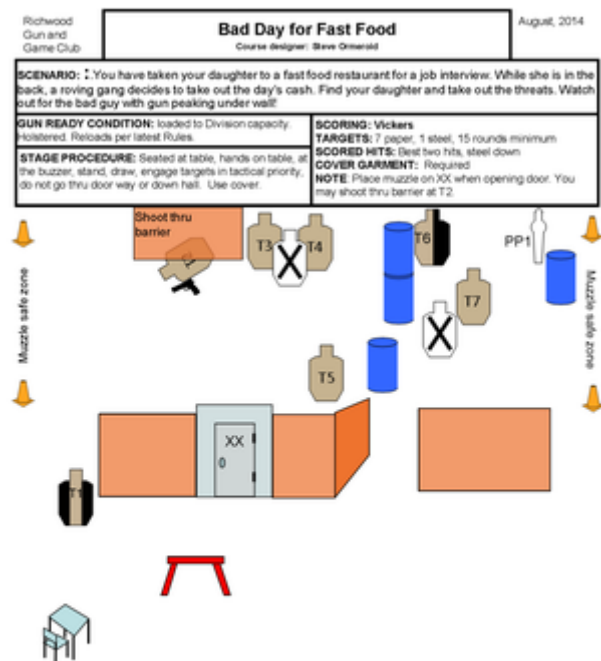 Richwood
Gun and
Game Club
Bad Day for Fast Food
Course designer: Steve Ormeroid
August, 2014
SCENARIO: :.You have taken your daughter to a fast food restaurant for a job interview. While she is in the
back, a roving gang decides to take out the day's cash. Find your daughter and take out the threats. Watch
out for the bad guy with gun peaking under wall!
GUN READY CONDITION: loaded to Division capacity.
Holstered. Reloads per latest Rules.
STAGE PROCEDURE: Seated at table, hands on table, at
the buzzer, stand, draw, engage targets in tactical priority,
do not go thru door way or down hall. Use cover.
SCORING: Vickers
TARGETS: 7 paper, 1 steel, 15 rounds minimum
SCORED HITS: Best two hits, steel down
COVER GARMENT: Required
NOTE: Place muzzle on XX when opening door. You
may shoot thru barrier at T2.
Shoot thru
barrier
T3
X
T4
T6
PP1
T7
X
T5
XX
T1
Muzzle safe zone
Muzzle safe zone